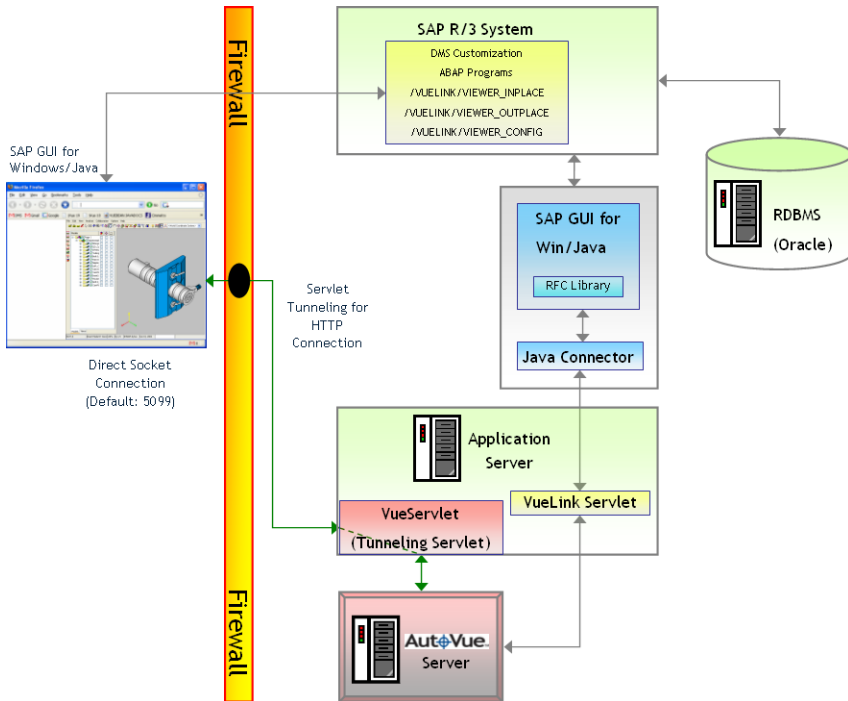 Firewall
SAP R/3 System
DMS Customization
ABAP Programs
/VUELINK/VIEWER_INPLACE
/VUELINK/VIEWER_OUTPLACE
/VUELINK/VIEWER_CONFIG
SAP GUI for
Windows/Java
RDBMS
(Oracle)
SAP GUI for
Win/Java
RFC Library
Java Connector
Servlet
Tunneling for
HTTP
Connection
Direct Socket
Connection
(Default: 5099)
Application
Server
VueLink Servlet
VueServlet
(Tunneling Servlet)
Firewall
AutoVue
Server